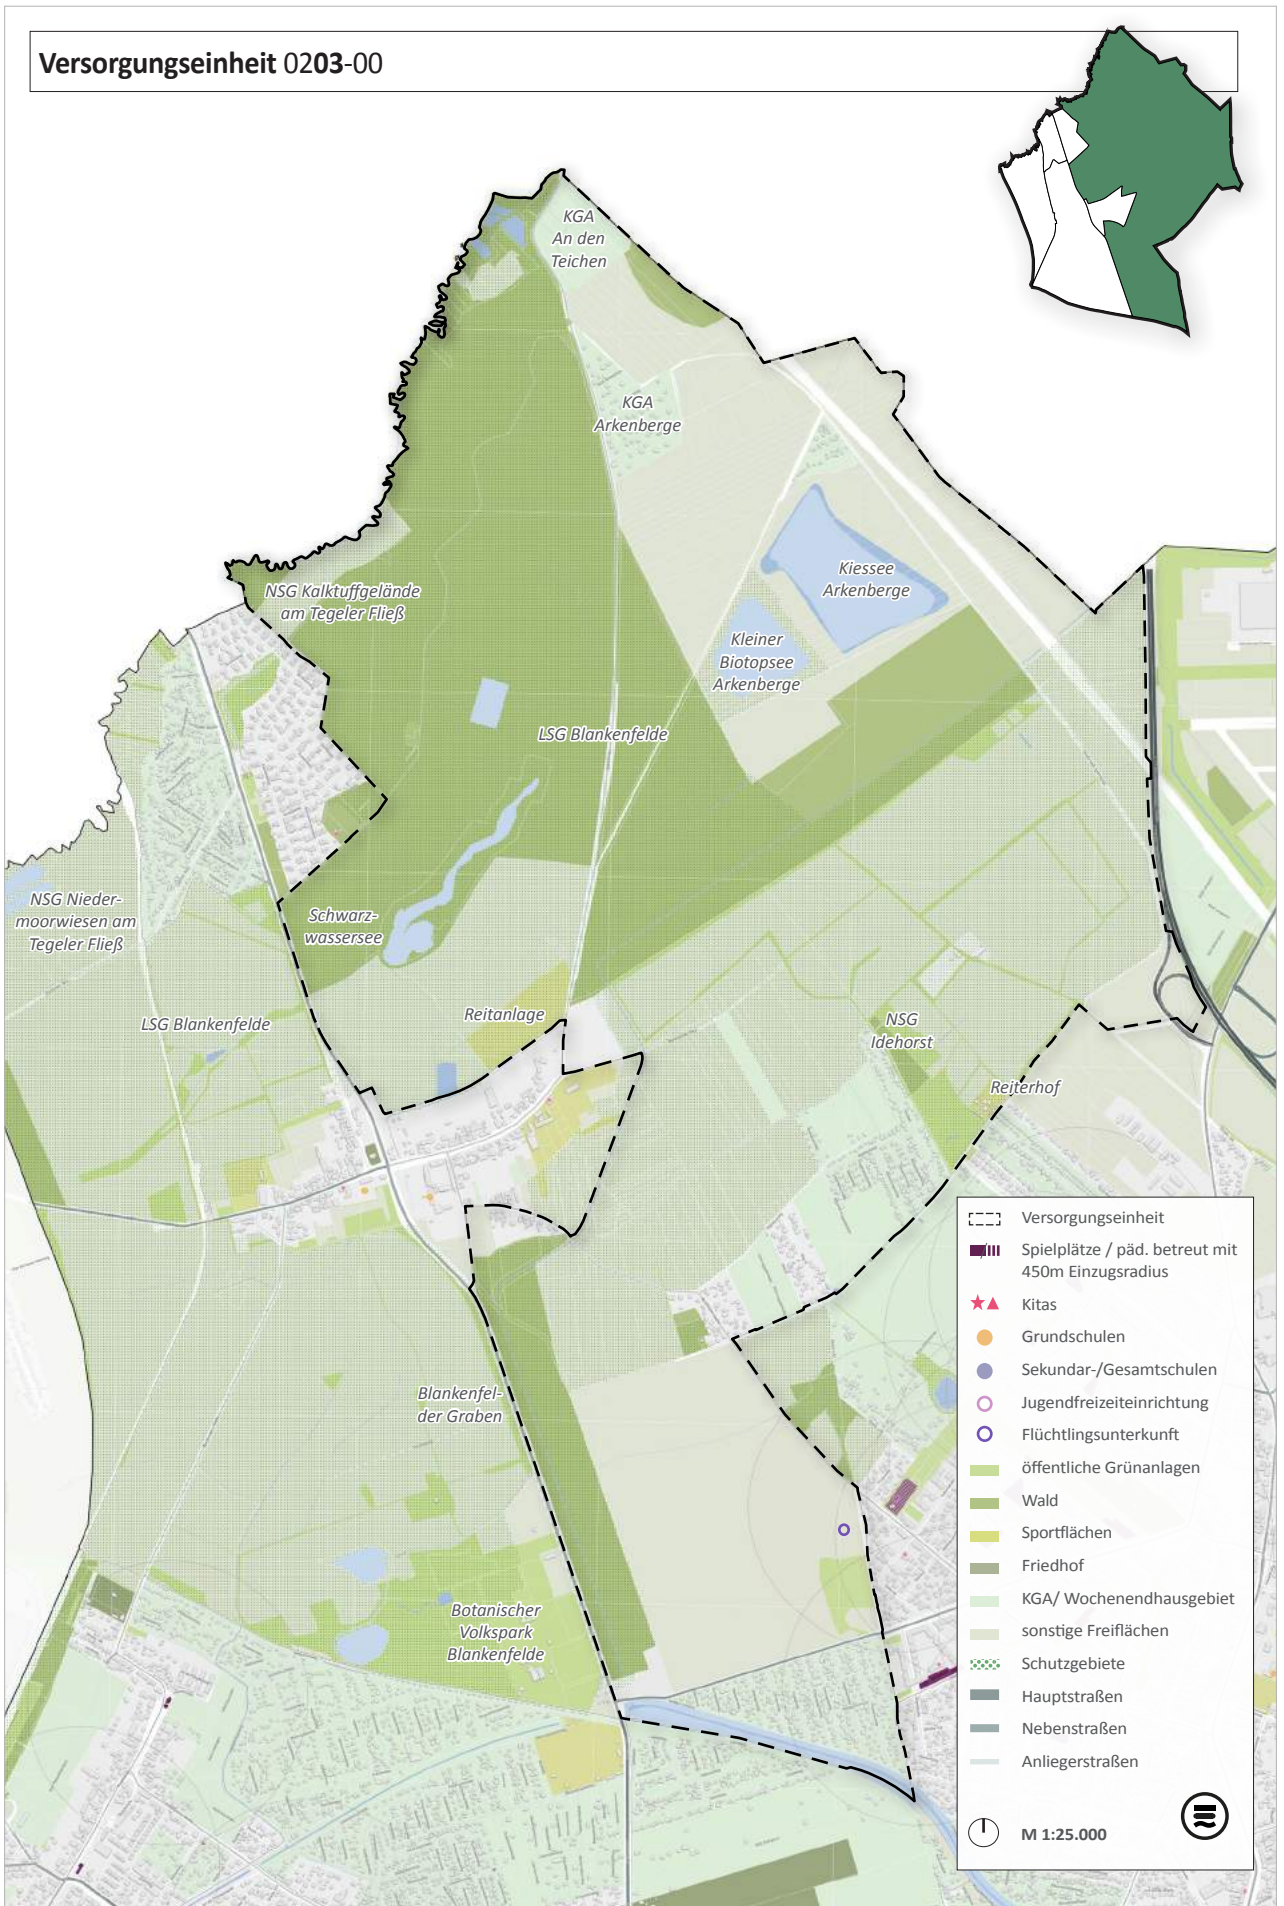 Versorgungseinheit 0203-00
KGA
An den
Teichen
KGA
Arkenberge
Kiessee
Arkenberge
NSG Kalktuffgelände
am Tegeler Fließ
Kleiner
Biotopsee
Arkenberge
LSG Blankenfelde
NSG Nieder-
moorwiesen am
Tegeler Fließ
Schwarz-
wassersee
Reitanlage
LSG Blankenfelde
NSG
Idehorst
Reiterhof
Blankenfel-
der Graben
Botanischer
Volkspark
Blankenfelde
Versorgungseinheit
Spielplätze / päd. betreut mit
450m Einzugsradius
Kitas
Grundschulen
Sekundar-/Gesamtschulen
Jugendfreizeiteinrichtung
Flüchtlingsunterkunft
öffentliche Grünanlagen
Wald
Sportflächen
Friedhof
KGA/ Wochenendhausgebiet
sonstige Freiflächen
Schutzgebiete
Hauptstraßen
Nebenstraßen
Anliegerstraßen
M 1:25.000